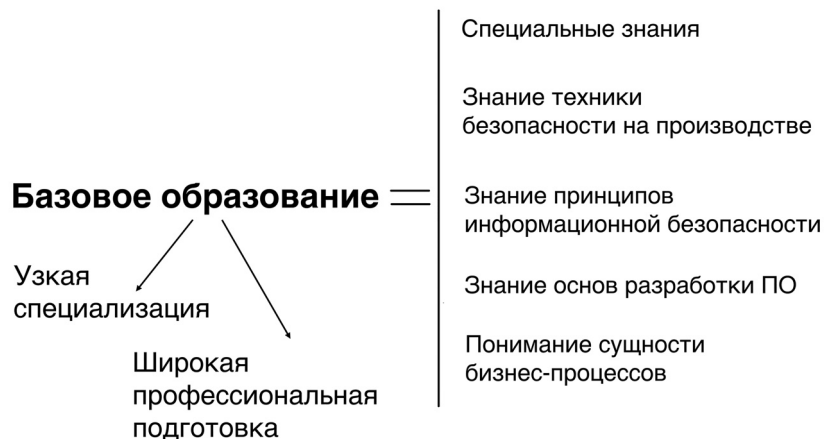 Базовое образование
Узкая
специализация
Широкая
профессиональная
подготовка
Специальные знания
Знание техники
безопасности на производстве
Знание принципов
информационной безопасности
Знание основ разработки ПО
Понимание сущности
бизнес-процессов